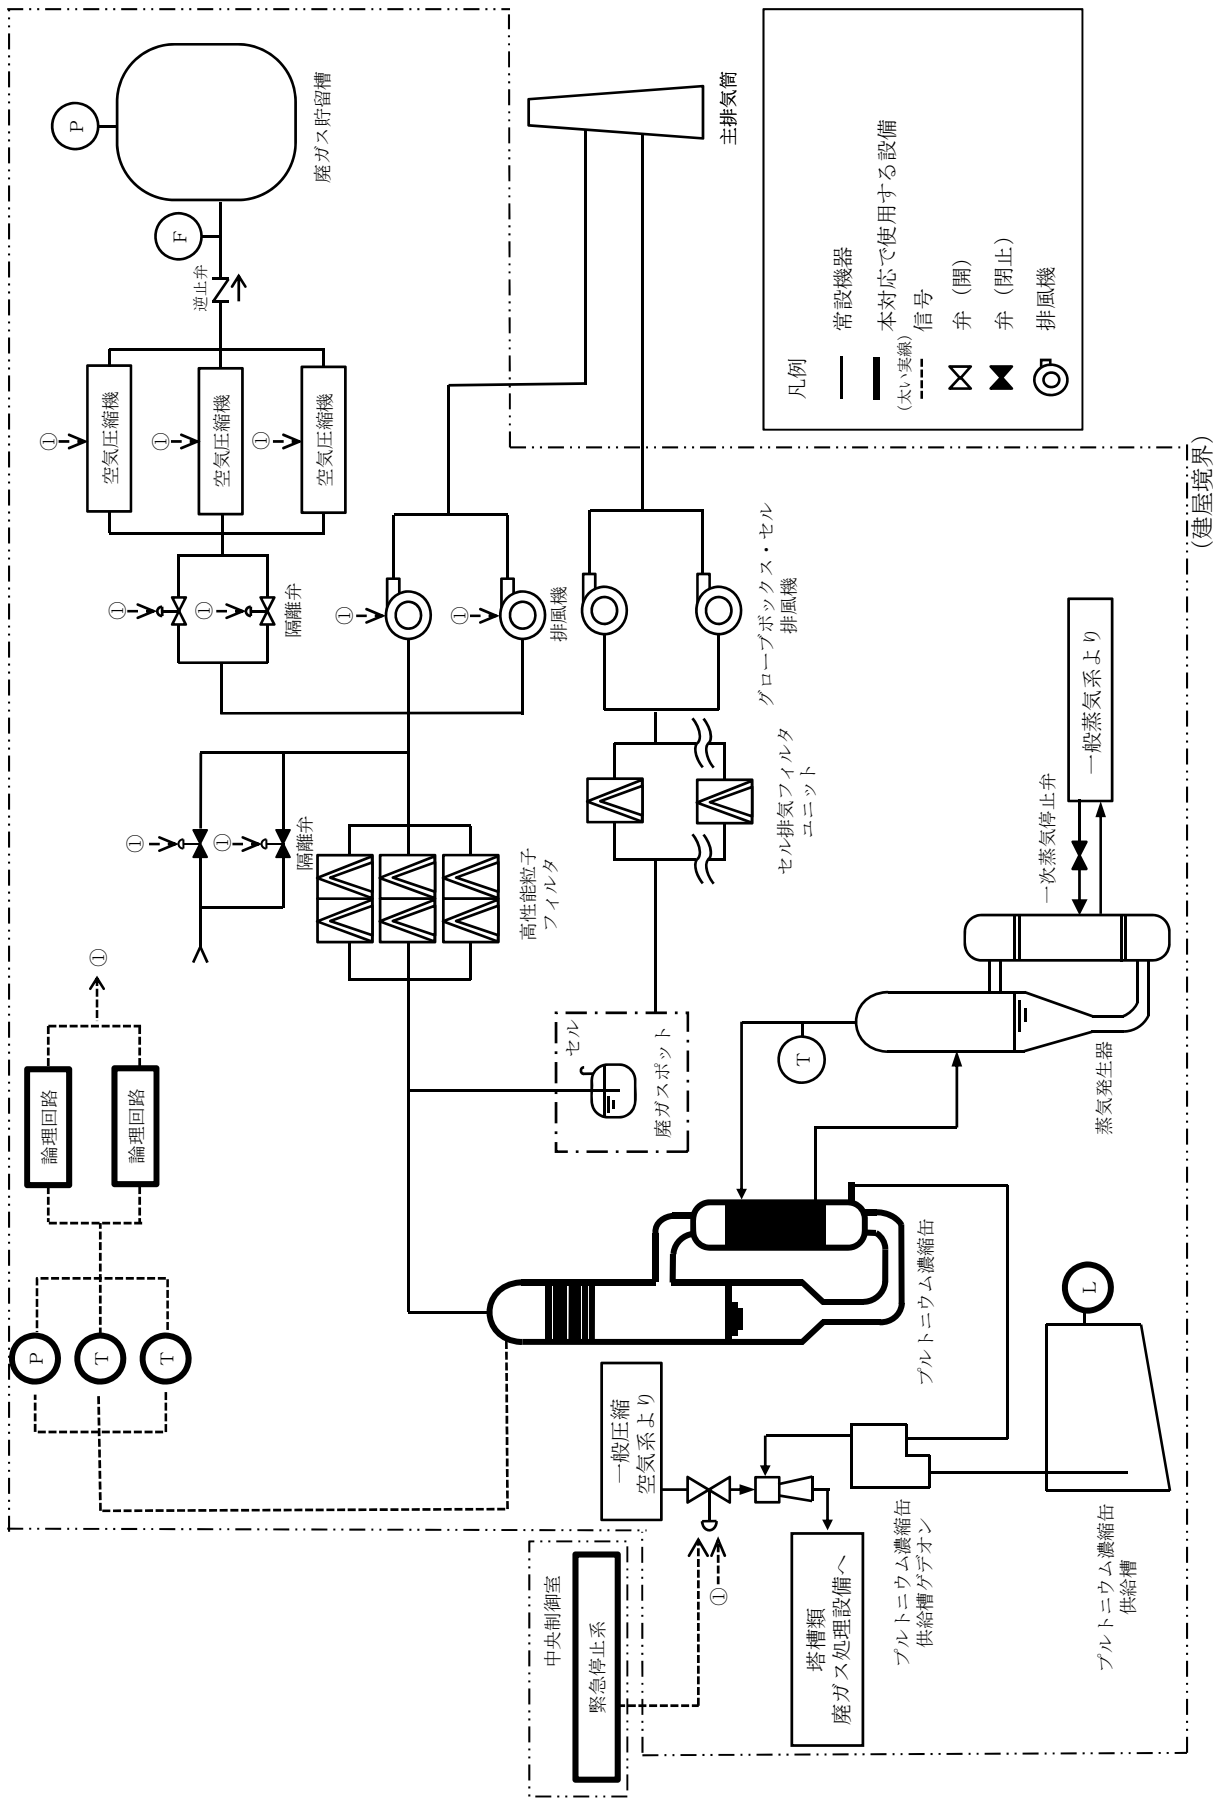 中央制御室
緊急停止系
①
塔槽類
廃ガス処理設備へ
一般圧縮
空気系より
プルトニウム濃縮缶
供給槽ゲデオン
プルトニウム濃縮缶
供給槽
L
P
T
T
論理回路
論理回路
①
プルトニウム濃縮缶
セル
廃ガスポット
蒸気発生器
T
一次蒸気停止弁
一般蒸気系より
高性能粒子
フィルタ
①
①
隔離弁
セル排気フィルタ
ユニット
グローブボックス・セル
排風機
①
①
排風機
①
①
隔離弁
①
空気圧縮機
①
空気圧縮機
①
空気圧縮機
逆止弁
F
P
廃ガス貯留槽
主排気筒
(建屋境界)
凡例
常設機器
本対応で使用する設備
(太い実線)
信号
弁（開）
弁（閉止）
排風機